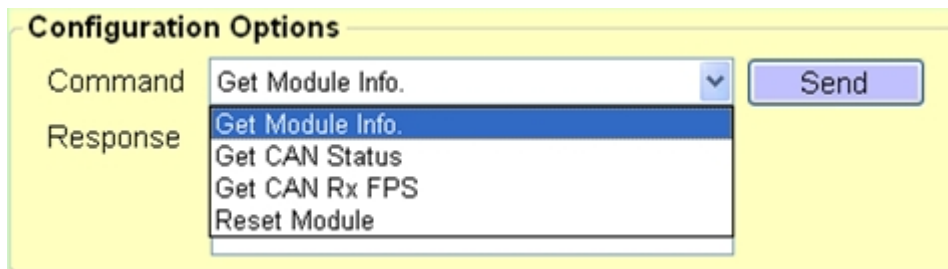 Configuration Options
Command Get Module Info. Send
Get Module Info.
Response
Get CAN Status
Get CAN Rx FPS
Reset Module